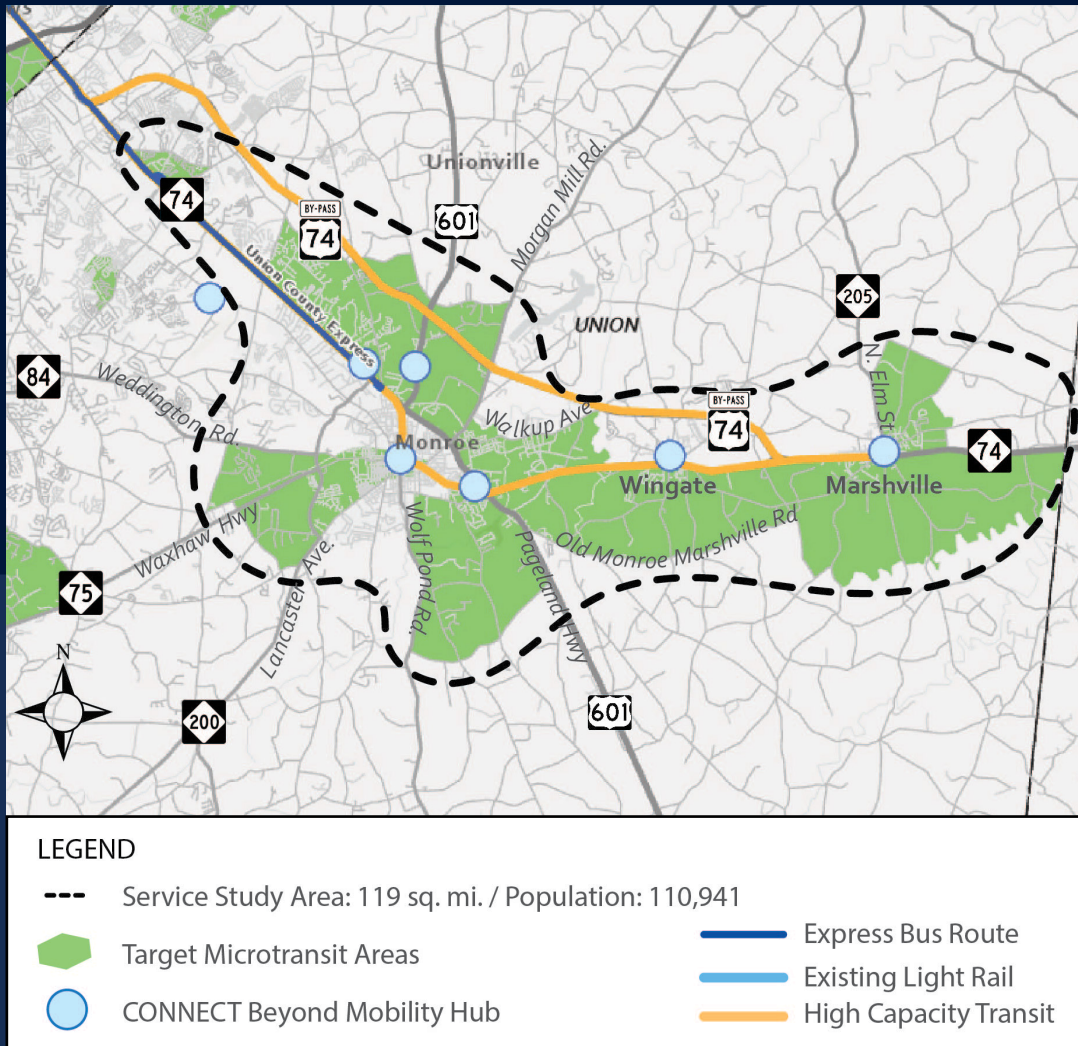 Unionville
Morgan Mill Rd.
74
BY-PASS
74
601
Union County Express
UNION
205
84
Weddington Rd.
N. Elm St
Walkup Ave
BY-PASS
74
Monroe
74
Wingate
Marshville
Waxhaw Hwy
Wolf Pond Rd.
Pageland Hwy
Old Monroe Marshville Rd
75
Lancaster Ave.
N
200
601
LEGEND
Service Study Area: 119 sq. mi. / Population: 110,941
Target Microtransit Areas
CONNECT Beyond Mobility Hub
Express Bus Route
Existing Light Rail
High Capacity Transit